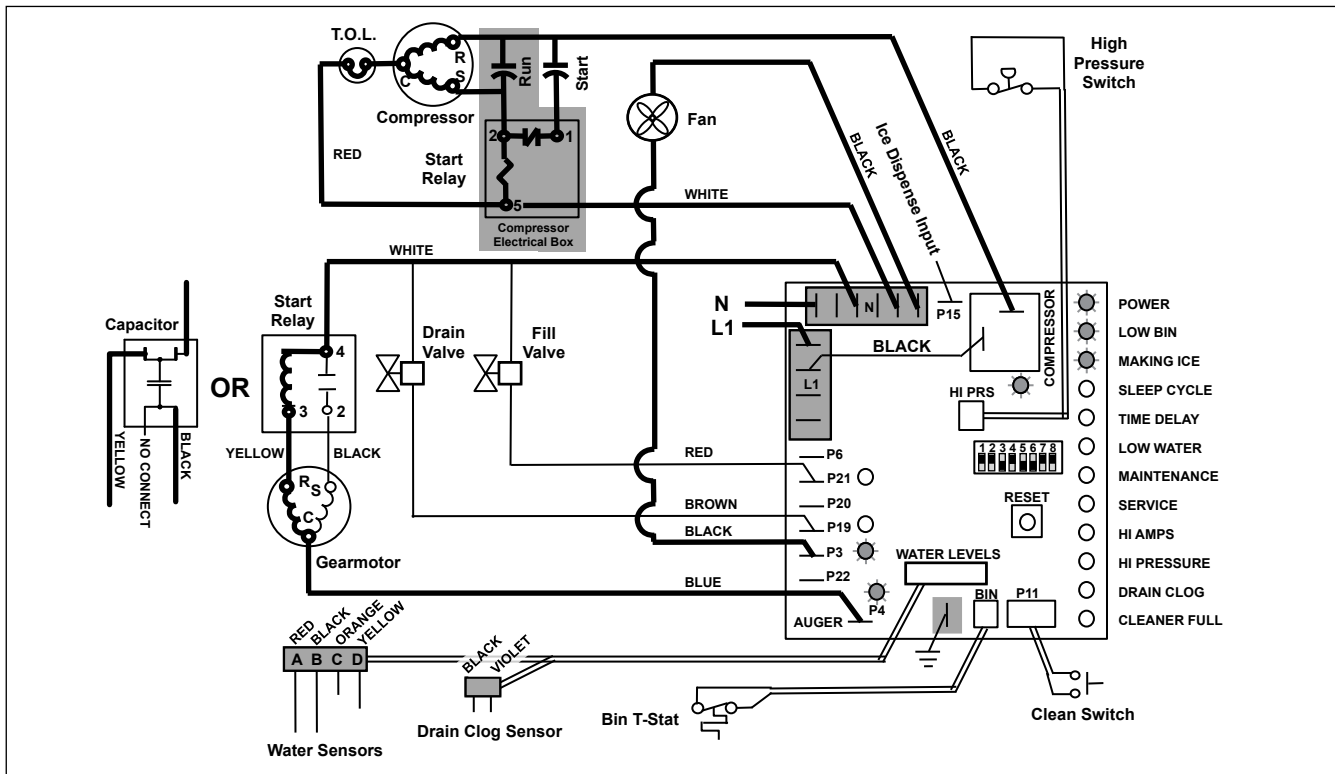 T.O.L.
R
C
S
Compressor
Run
Start
2
1
Start
Relay
5
Compressor
Electrical Box
RED
WHITE
Fan
BLACK
Ice Dispense Input
BLACK
High
Pressure
Switch
WHITE
Capacitor
YELLOW
NO CONNECT
BLACK
OR
Start
Relay
4
3
2
YELLOW
BLACK
R
S
C
Gearmotor
Drain
Valve
Fill
Valve
N
L1
N
L1
P15
BLACK
COMPRESSOR
HI PRS
1 2 3 4 5 6 7 8
RESET
POWER
LOW BIN
MAKING ICE
SLEEP CYCLE
TIME DELAY
LOW WATER
MAINTENANCE
SERVICE
HI AMPS
HI PRESSURE
DRAIN CLOG
CLEANER FULL
RED
BROWN
BLACK
BLUE
P6
P21
P20
P19
P3
P22
P4
AUGER
WATER LEVELS
BIN
P11
RED
BLACK
ORANGE
YELLOW
A B C D
Water Sensors
BLACK
VIOLET
Drain Clog Sensor
Bin T-Stat
Clean Switch